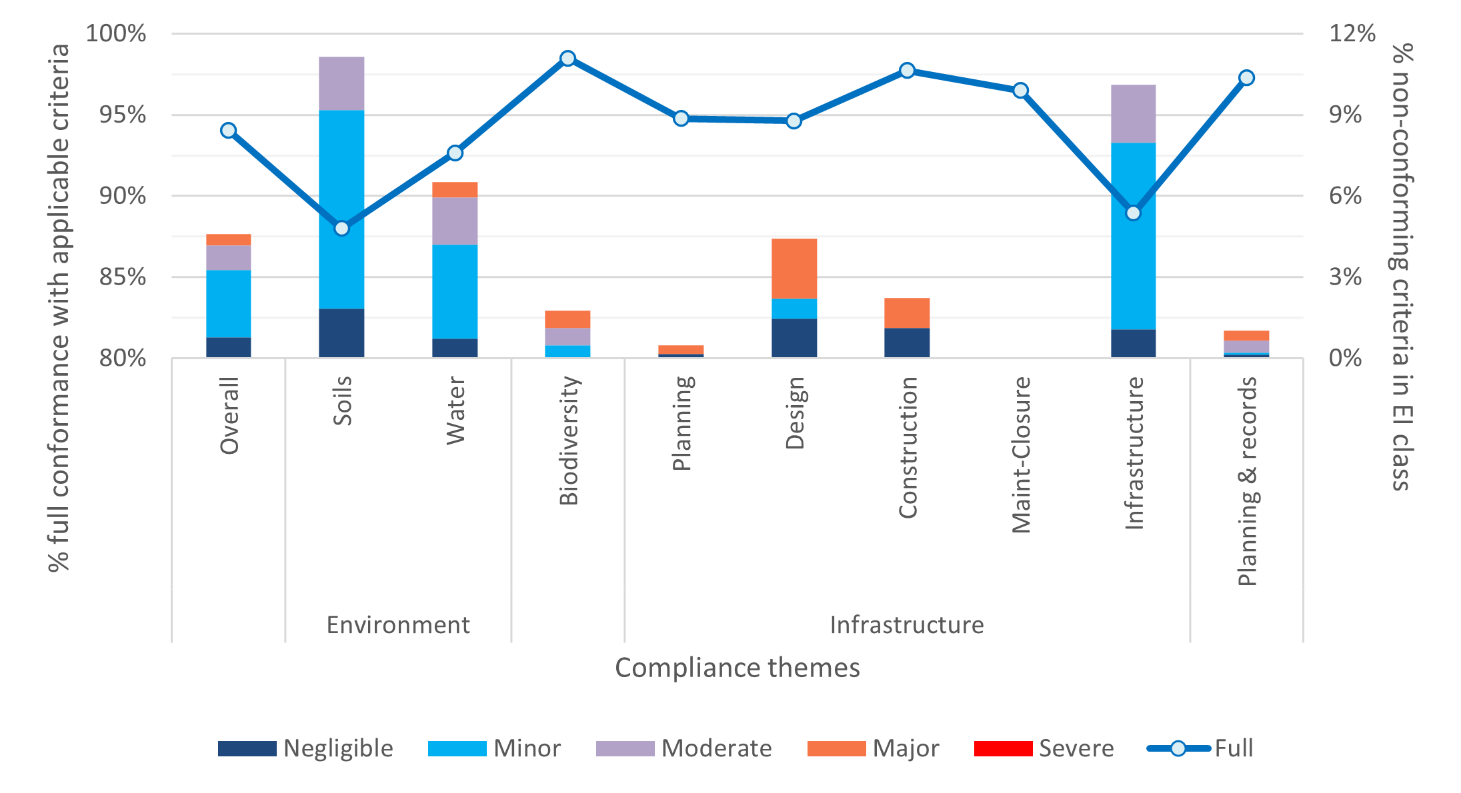 % full conformance with applicable criteria
100%
95%
90%
85%
80%
12%
9%
6%
3%
0%
% non-conforming criteria in EI class
Overall
Soils
Water
Biodiversity
Planning
Design
Construction
Maint-Closure
Infrastructure
Planning & records
Environment
Infrastructure
Compliance themes
Negligible
Minor
Moderate
Major
Severe
Full